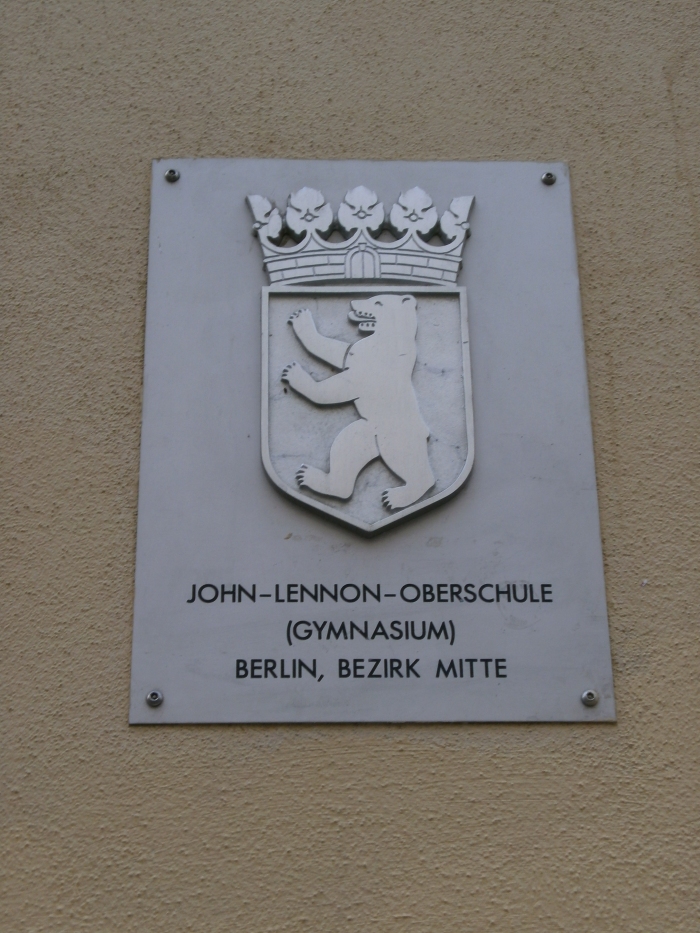 JOHN-LENNON-OBERSCHULE
(GYMNASIUM)
BERLIN, BEZIRK MITTE